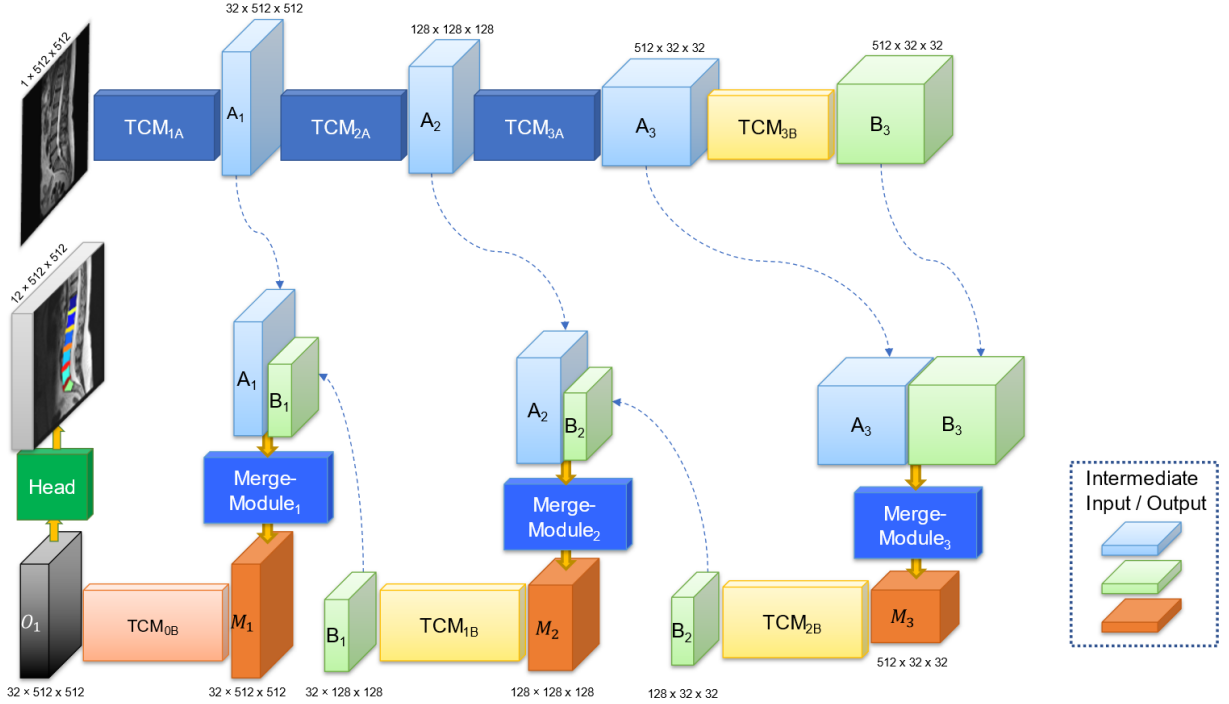 32 × 512 × 512
128 x 128 x 128
512 x 32 x 32
512 x 32 x 32
1 × 512 × 512
TCM₁A
A₁
TCM₂A
A₂
TCM₃A
A₃
TCM₃B
B₃
12 × 512 × 512
A₁
B₁
A₂
B₂
A₃
B₃
Head
Merge-
Module₁
Merge-
Module₂
Merge-
Module₃
Intermediate
Input / Output
O₁
TCM₀B
M₁
B₁
TCM₁B
M₂
B₂
TCM₂B
M₃
512 x 32 x 32
32 × 512 × 512
32 × 512 × 512
32 × 128 × 128
128 × 128 × 128
128 x 32 x 32